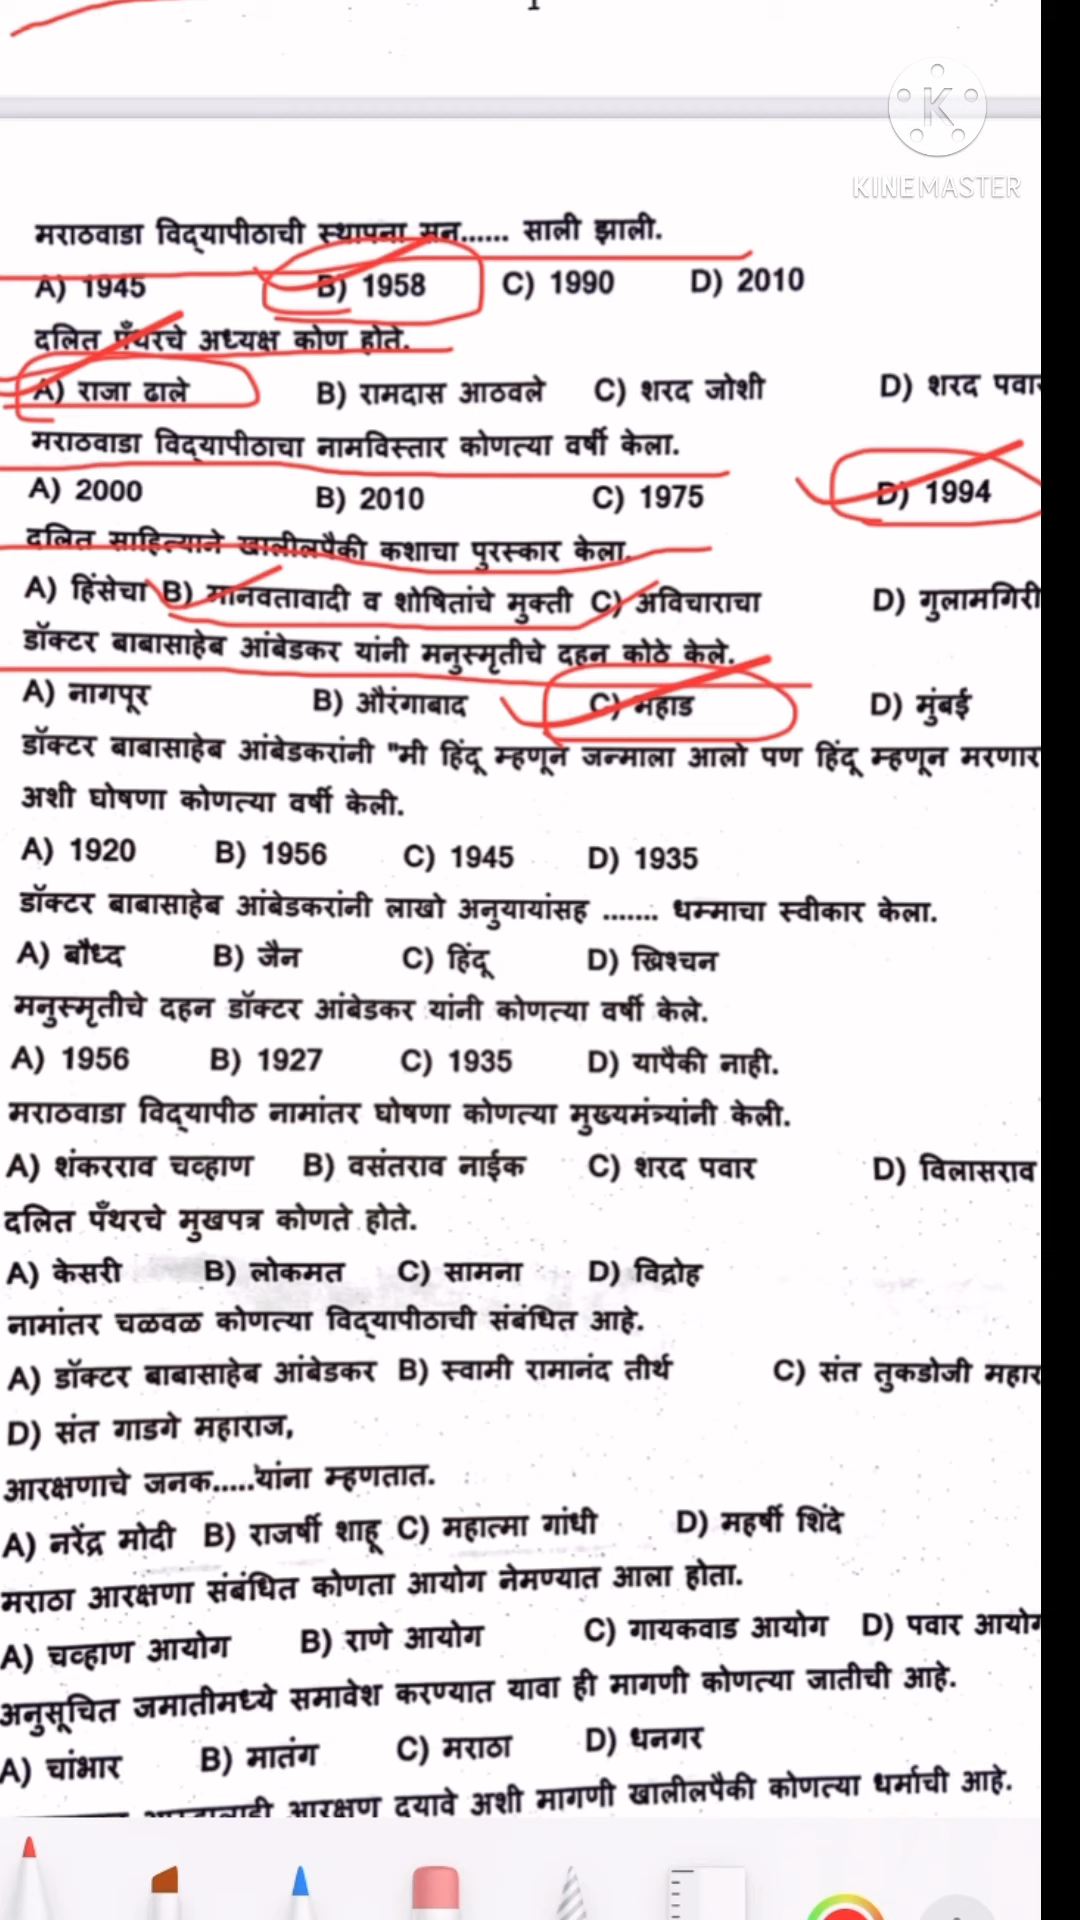 KINEMASTER
मराठवाडा विद्यापीठाची स्थापना सन...... साली झाली.
A) 1945 B) 1958 C) 1990 D) 2010
दलित पँथरचे अध्यक्ष कोण होते.
A) राजा ढाले B) रामदास आठवले C) शरद जोशी D) शरद पवार
मराठवाडा विद्यापीठाचा नामविस्तार कोणत्या वर्षी केला.
A) 2000 B) 2010 C) 1975 D) 1994
दलित साहित्याने खालीलपैकी कशाचा पुरस्कार केला.
A) हिंसेचा B) मानवतावादी व शोषितांचे मुक्ती C) अविचाराचा D) गुलामगिरी
डॉक्टर बाबासाहेब आंबेडकर यांनी मनुस्मृतीचे दहन कोठे केले.
A) नागपूर B) औरंगाबाद C) महाड D) मुंबई
डॉक्टर बाबासाहेब आंबेडकरांनी "मी हिंदू म्हणून जन्माला आलो पण हिंदू म्हणून मरणार
अशी घोषणा कोणत्या वर्षी केली.
A) 1920 B) 1956 C) 1945 D) 1935
डॉक्टर बाबासाहेब आंबेडकरांनी लाखो अनुयायांसह ....... धम्माचा स्वीकार केला.
A) बौध्द B) जैन C) हिंदू D) ख्रिश्चन
मनुस्मृतीचे दहन डॉक्टर आंबेडकर यांनी कोणत्या वर्षी केले.
A) 1956 B) 1927 C) 1935 D) यापैकी नाही.
मराठवाडा विद्यापीठ नामांतर घोषणा कोणत्या मुख्यमंत्र्यांनी केली.
A) शंकरराव चव्हाण B) वसंतराव नाईक C) शरद पवार D) विलासराव
दलित पँथरचे मुखपत्र कोणते होते.
A) केसरी B) लोकमत C) सामना D) विद्रोह
नामांतर चळवळ कोणत्या विद्यापीठाची संबंधित आहे.
A) डॉक्टर बाबासाहेब आंबेडकर B) स्वामी रामानंद तीर्थ C) संत तुकडोजी महार
D) संत गाडगे महाराज,
आरक्षणाचे जनक.....यांना म्हणतात.
A) नरेंद्र मोदी B) राजर्षी शाहू C) महात्मा गांधी D) महर्षी शिंदे
मराठा आरक्षणा संबंधित कोणता आयोग नेमण्यात आला होता.
A) चव्हाण आयोग B) राणे आयोग C) गायकवाड आयोग D) पवार आयोग
अनुसूचित जमातीमध्ये समावेश करण्यात यावा ही मागणी कोणत्या जातीची आहे.
A) चांभार B) मातंग C) मराठा D) धनगर
आरक्षण दयावे अशी मागणी खालीलपैकी कोणत्या धर्माची आहे.